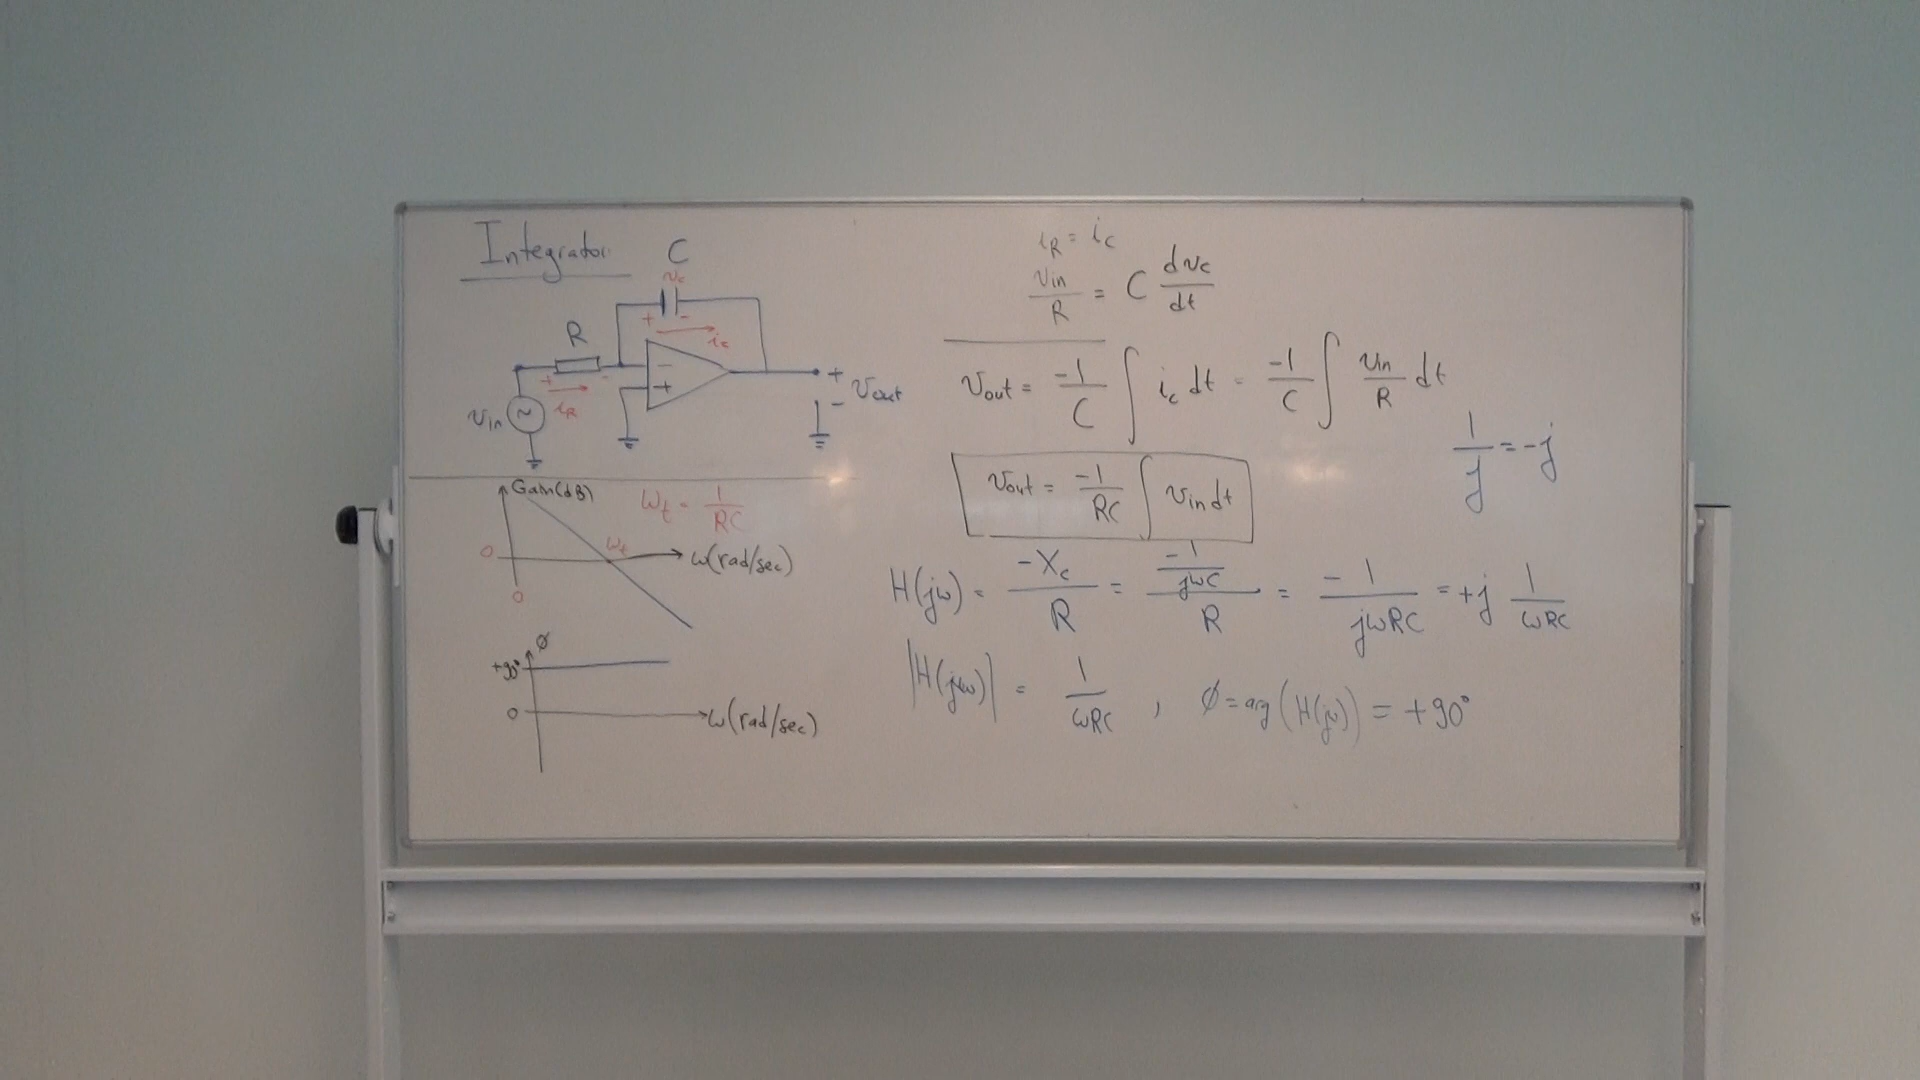 Integrator
C
vc
+ -
ic
R
+ -
iR
- +
vin ~
+
Vout
-
Gain(dB)
ωt = 1/RC
0 ωt ω(rad/sec)
0
ϕ
+90°
0 ω(rad/sec)
iR = ic
vin/R = C dvc/dt
Vout = -1/C ∫ ic dt = -1/C ∫ vin/R dt
1/j = -j
vout = -1/RC ∫ vin dt
H(jω) = -Xc/R = (-1/jωC)/R = -1/jωRC = +j 1/ωRC
|H(jω)| = 1/ωRC , ϕ = arg(H(jω)) = +90°